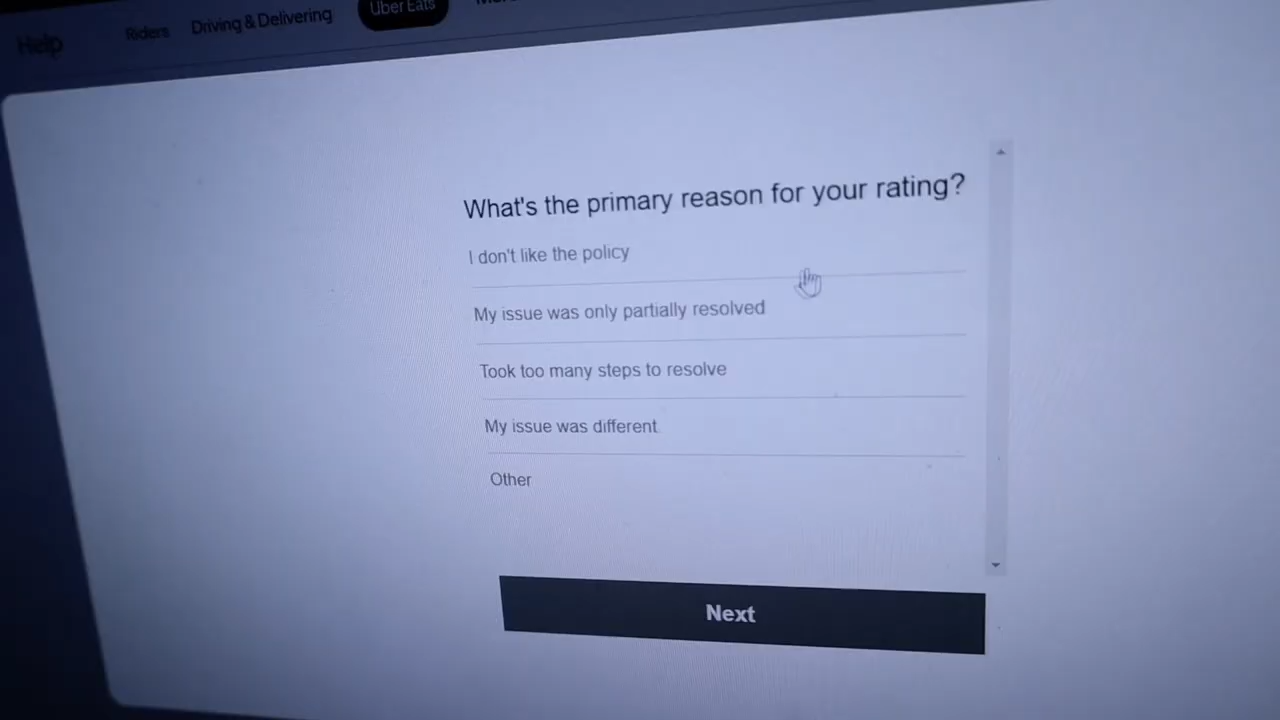 Help
Riders
Driving & Delivering
Uber Eats
What's the primary reason for your rating?
I don't like the policy
My issue was only partially resolved
Took too many steps to resolve
My issue was different
Other
Next